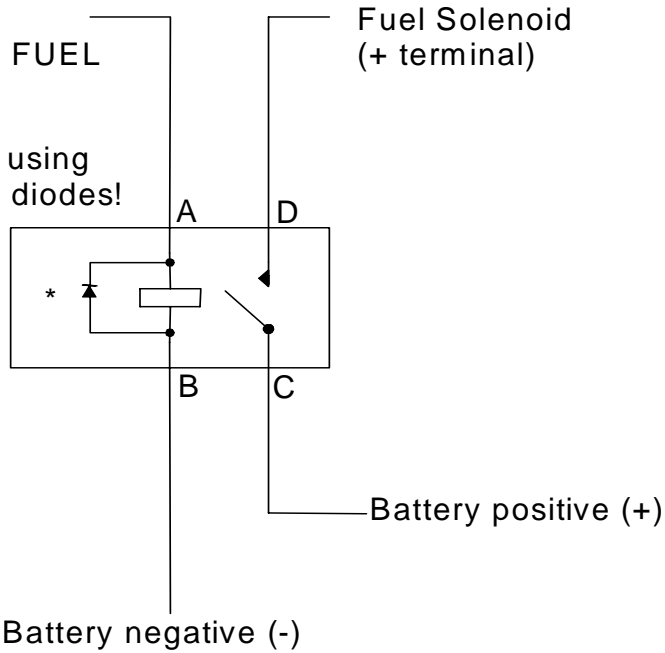 Fuel Solenoid
FUEL (+ terminal)
using
diodes!
A D
*
B C
Battery positive (+)
Battery negative (-)